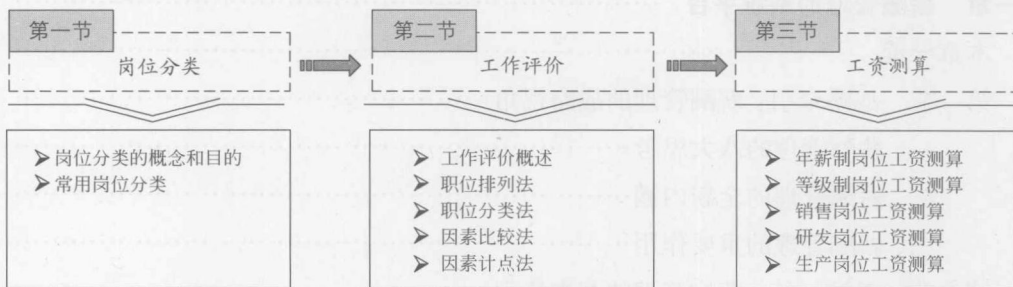 第一节
岗位分类
岗位分类的概念和目的
常用岗位分类
第二节
工作评价
工作评价概述
职位排列法
职位分类法
因素比较法
因素计点法
第三节
工资测算
年薪制岗位工资测算
等级制岗位工资测算
销售岗位工资测算
研发岗位工资测算
生产岗位工资测算